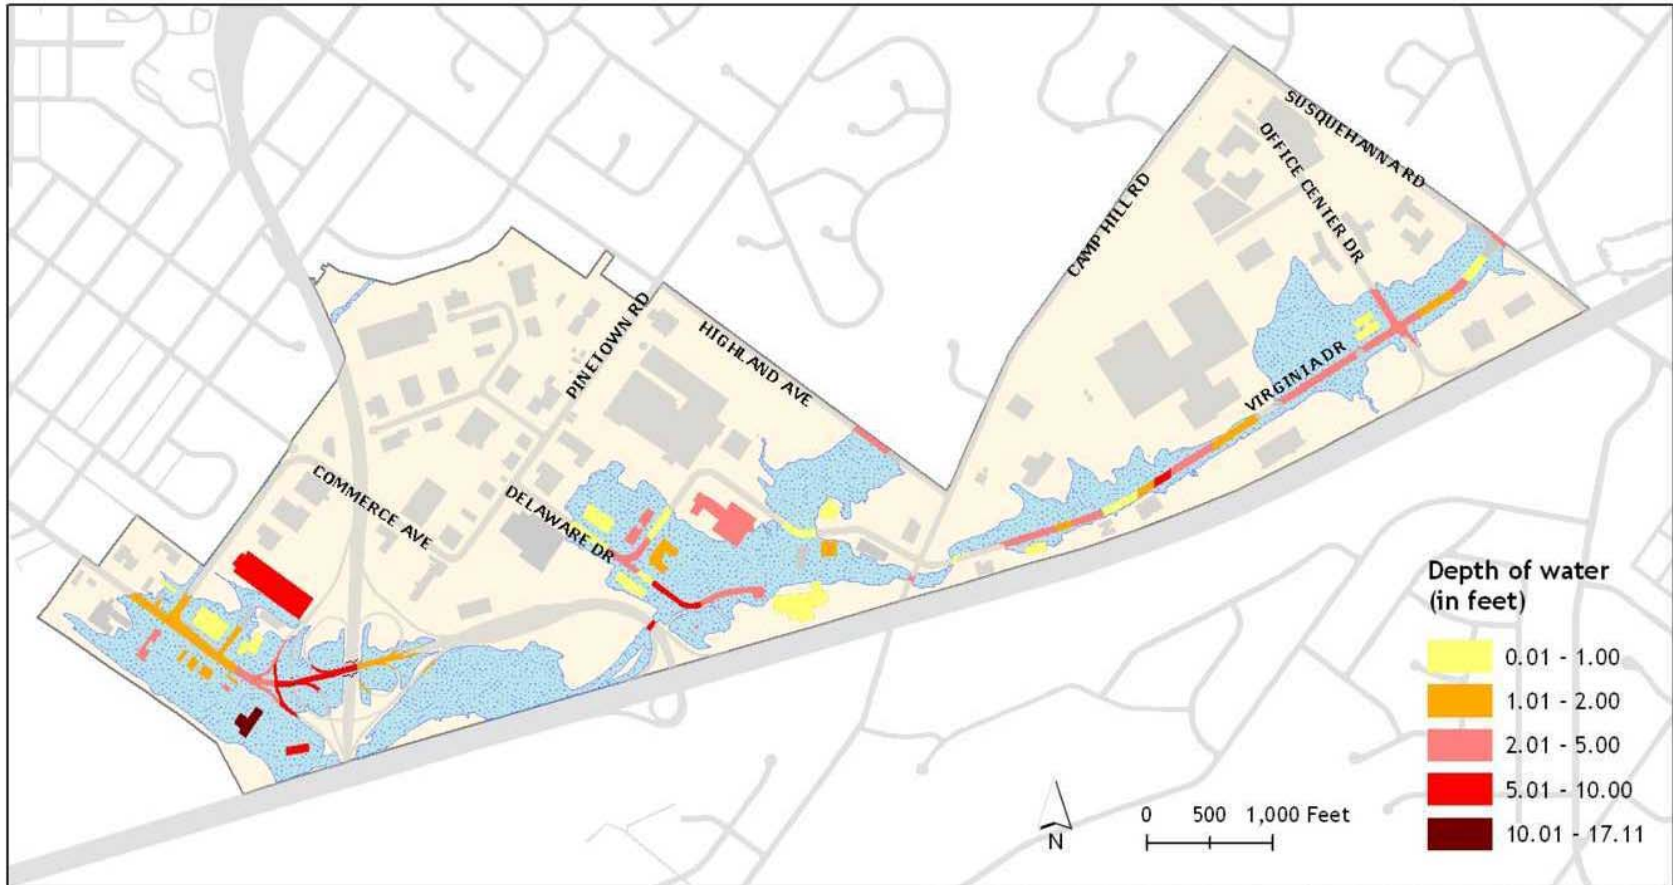 SUSQUEHANNA RD
OFFICE CENTER DR
CAMP HILL RD
PINETOWN RD
HIGHLAND AVE
VIRGINIA DR
COMMERCE AVE
DELAWARE DR
Depth of water
(in feet)
0.01 - 1.00
1.01 - 2.00
2.01 - 5.00
5.01 - 10.00
10.01 - 17.11
N
0 500 1,000 Feet